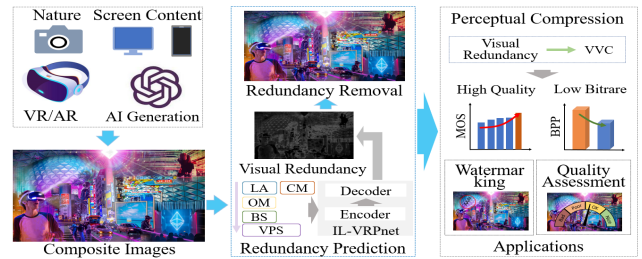 Nature
Screen Content
VR/AR
AI Generation
Composite Images
Redundancy Removal
Visual Redundancy
LA
CM
OM
BS
VPS
Decoder
Encoder
IL-VRPnet
Redundancy Prediction
Perceptual Compression
Visual
Redundancy
VVC
High Quality
Low Bitrare
MOS
BPP
Watermar
king
Quality
Assessment
POOR
OK
Applications